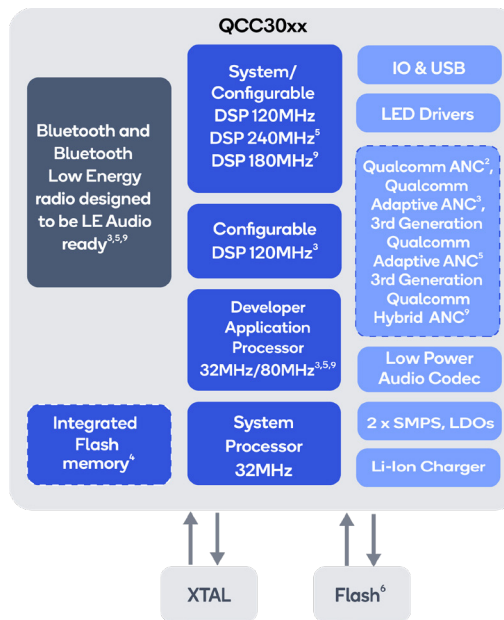 QCC30xx
Bluetooth and
Bluetooth
Low Energy
radio designed
to be LE Audio
ready3,5,9
Integrated
Flash
memory4
System/
Configurable
DSP 120MHz
DSP 240MHz5
DSP 180MHz9
Configurable
DSP 120MHz3
Developer
Application
Processor
32MHz/80MHz3,5,9
System
Processor
32MHz
IO & USB
LED Drivers
Qualcomm ANC2,
Qualcomm
Adaptive ANC3,
3rd Generation
Qualcomm
Adaptive ANC5
3rd Generation
Qualcomm
Hybrid ANC9
Low Power
Audio Codec
2 x SMPS, LDOs
Li-Ion Charger
XTAL
Flash6